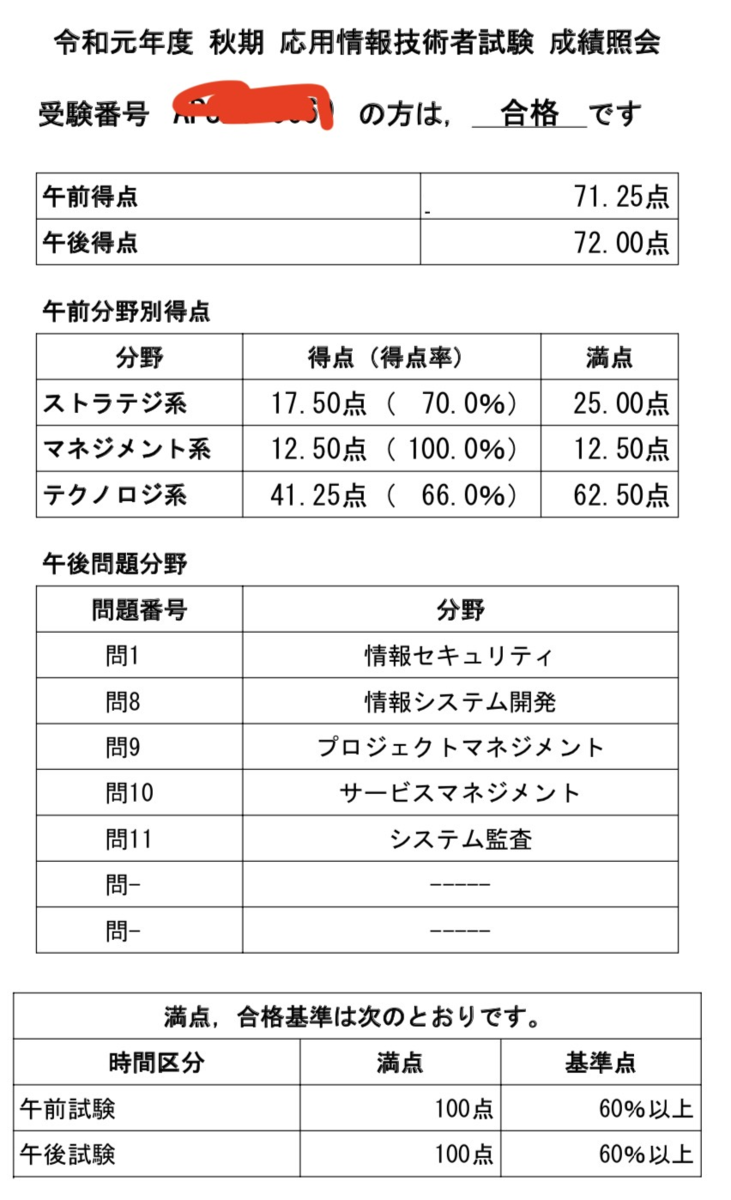 令和元年度 秋期 応用情報技術者試験 成績照会
受験番号 の方は， 合格 です
午前得点 71.25点
午後得点 72.00点
午前分野別得点
分野 得点（得点率） 満点
ストラテジ系 17.50点（ 70.0%） 25.00点
マネジメント系 12.50点（ 100.0%） 12.50点
テクノロジ系 41.25点（ 66.0%） 62.50点
午後問題分野
問題番号 分野
問1 情報セキュリティ
問8 情報システム開発
問9 プロジェクトマネジメント
問10 サービスマネジメント
問11 システム監査
問- -----
問- -----
満点，合格基準は次のとおりです。
時間区分 満点 基準点
午前試験 100点 60%以上
午後試験 100点 60%以上